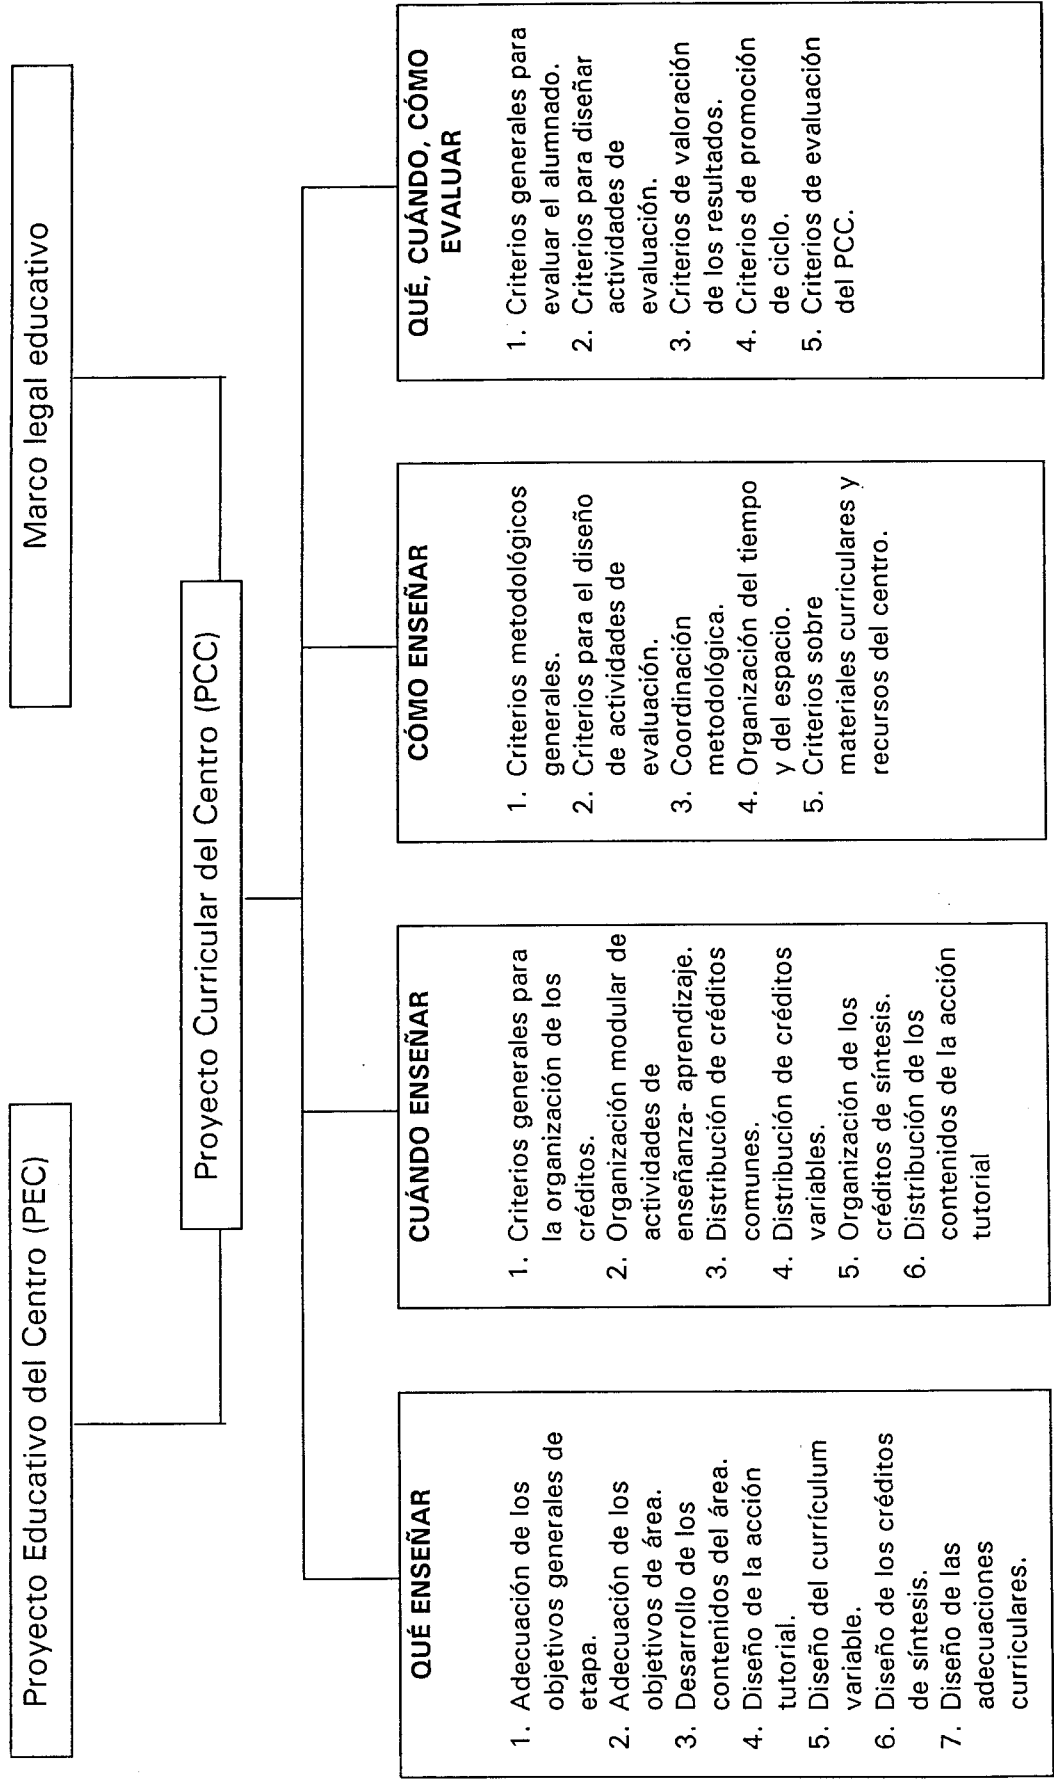 Proyecto Educativo del Centro (PEC)
Marco legal educativo
Proyecto Curricular del Centro (PCC)
QUÉ ENSEÑAR
1. Adecuación de los
objetivos generales de
etapa.
2. Adecuación de los
objetivos de área.
3. Desarrollo de los
contenidos del área.
4. Diseño de la acción
tutorial.
5. Diseño del currículum
variable.
6. Diseño de los créditos
de síntesis.
7. Diseño de las
adecuaciones
curriculares.
CUÁNDO ENSEÑAR
1. Criterios generales para
la organización de los
créditos.
2. Organización modular de
actividades de
enseñanza- aprendizaje.
3. Distribución de créditos
comunes.
4. Distribución de créditos
variables.
5. Organización de los
créditos de síntesis.
6. Distribución de los
contenidos de la acción
tutorial
CÓMO ENSEÑAR
1. Criterios metodológicos
generales.
2. Criterios para el diseño
de actividades de
evaluación.
3. Coordinación
metodológica.
4. Organización del tiempo
y del espacio.
5. Criterios sobre
materiales curriculares y
recursos del centro.
QUÉ, CUÁNDO, CÓMO
EVALUAR
1. Criterios generales para
evaluar el alumnado.
2. Criterios para diseñar
actividades de
evaluación.
3. Criterios de valoración
de los resultados.
4. Criterios de promoción
de ciclo.
5. Criterios de evaluación
del PCC.